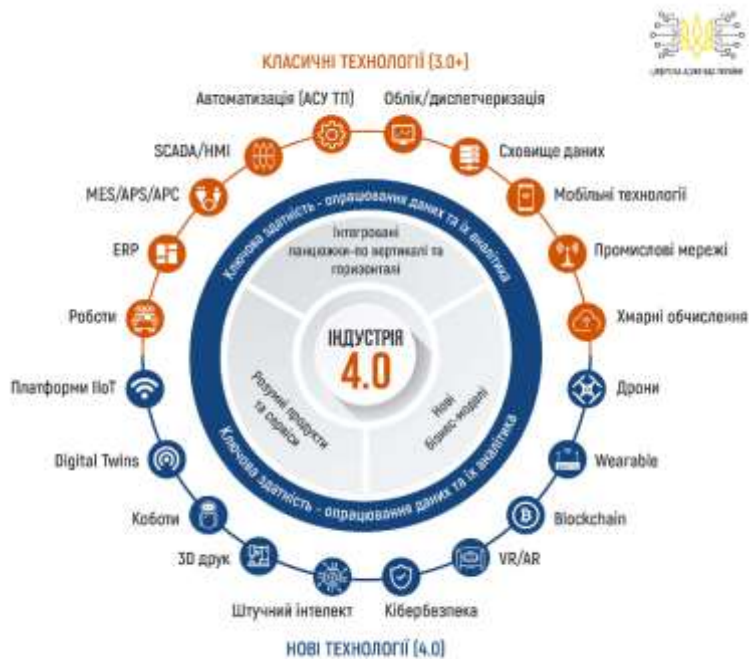 КЛАСИЧНІ ТЕХНОЛОГІЇ (3.0+)
Автоматизація (АСУ ТП)
Облік/диспетчеризація
SCADA/HMI
Сховище даних
MES/APS/APC
Мобільні технології
ERP
Промислові мережі
Роботи
Хмарні обчислення
Ключова здатність - опрацювання даних та їх аналітика
Інтегровані
ланцюжки-по вертикалі та
горизонталі
ІНДУСТРІЯ
4.0
Розумні продукти
та сервіси
Нові
бізнес-моделі
Ключова здатність - опрацювання даних та їх аналітика
Платформи IIoT
Дрони
Digital Twins
Wearable
Коботи
Blockchain
3D друк
VR/AR
Штучний інтелект
Кібербезпека
НОВІ ТЕХНОЛОГІЇ (4.0)